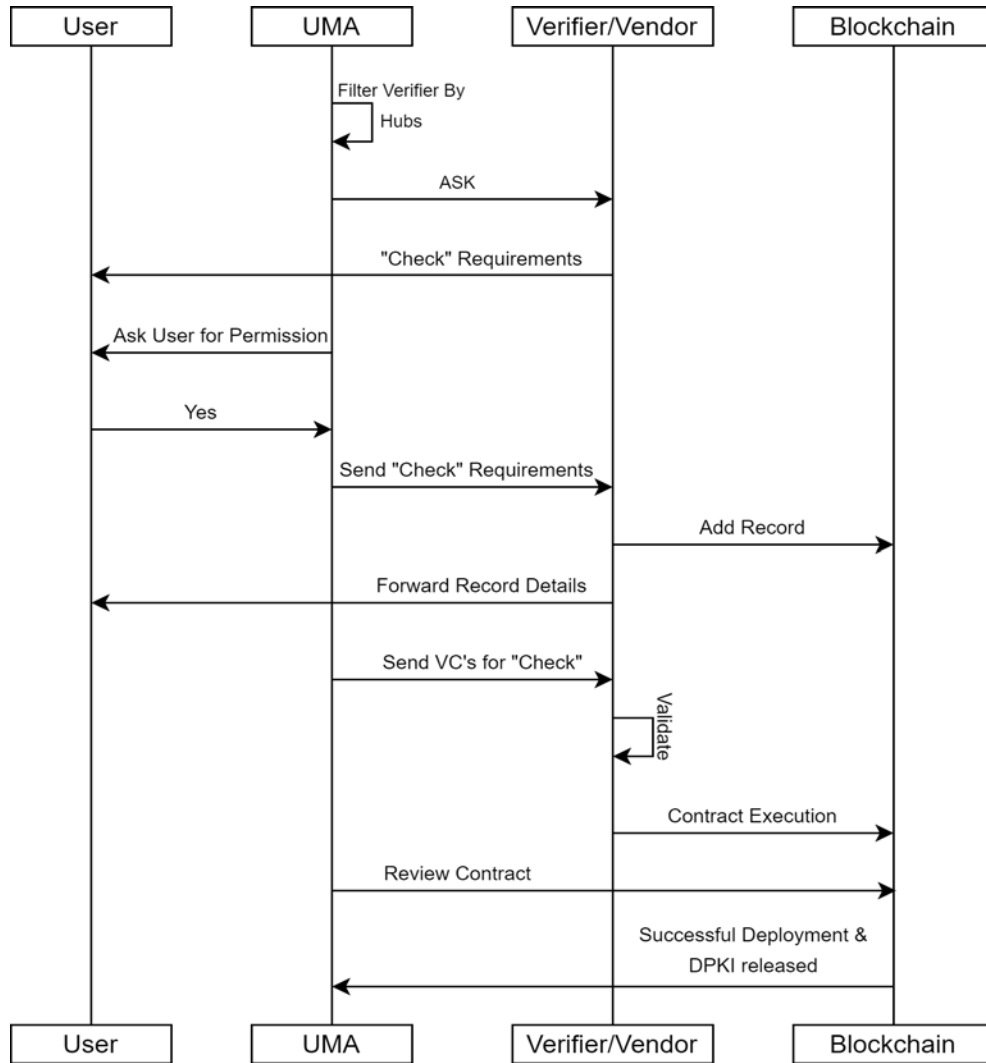 User
UMA
Verifier/Vendor
Blockchain
Filter Verifier By
Hubs
ASK
"Check" Requirements
Ask User for Permission
Yes
Send "Check" Requirements
Add Record
Forward Record Details
Send VC's for "Check"
Validate
Contract Execution
Review Contract
Successful Deployment &
DPKI released
User
UMA
Verifier/Vendor
Blockchain